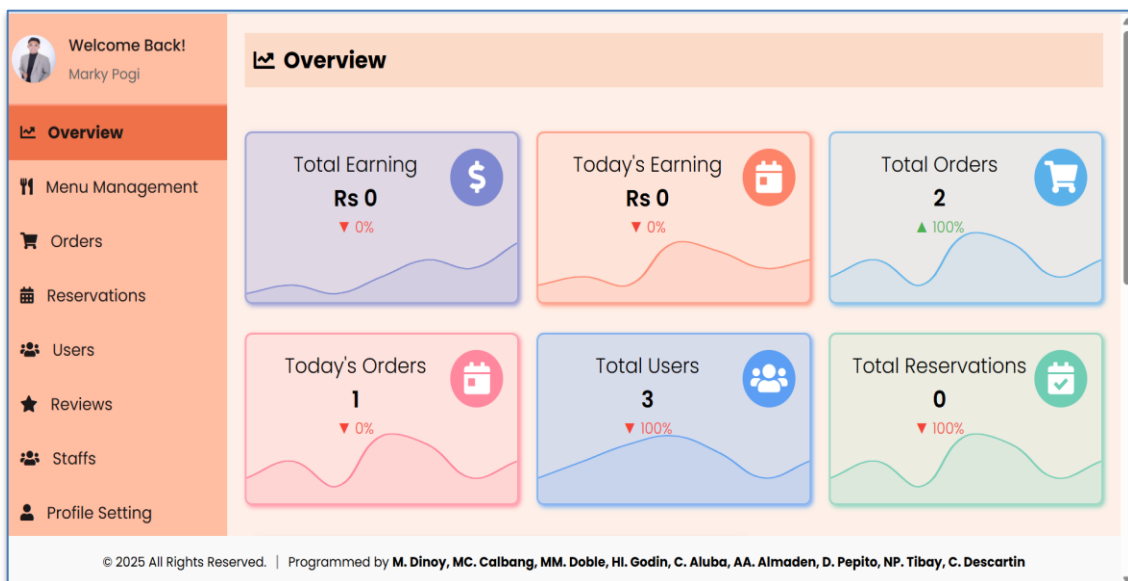 Welcome Back!
Marky Pogi
Overview
Menu Management
Orders
Reservations
Users
Reviews
Staffs
Profile Setting
Overview
Total Earning
Rs 0
▼ 0%
Today's Earning
Rs 0
▼ 0%
Total Orders
2
▲ 100%
Today's Orders
1
▼ 0%
Total Users
3
▼ 100%
Total Reservations
0
▼ 100%
© 2025 All Rights Reserved. | Programmed by M. Dinoy, MC. Calbang, MM. Doble, HI. Godin, C. Aluba, AA. Almaden, D. Pepito, NP. Tibay, C. Descartin